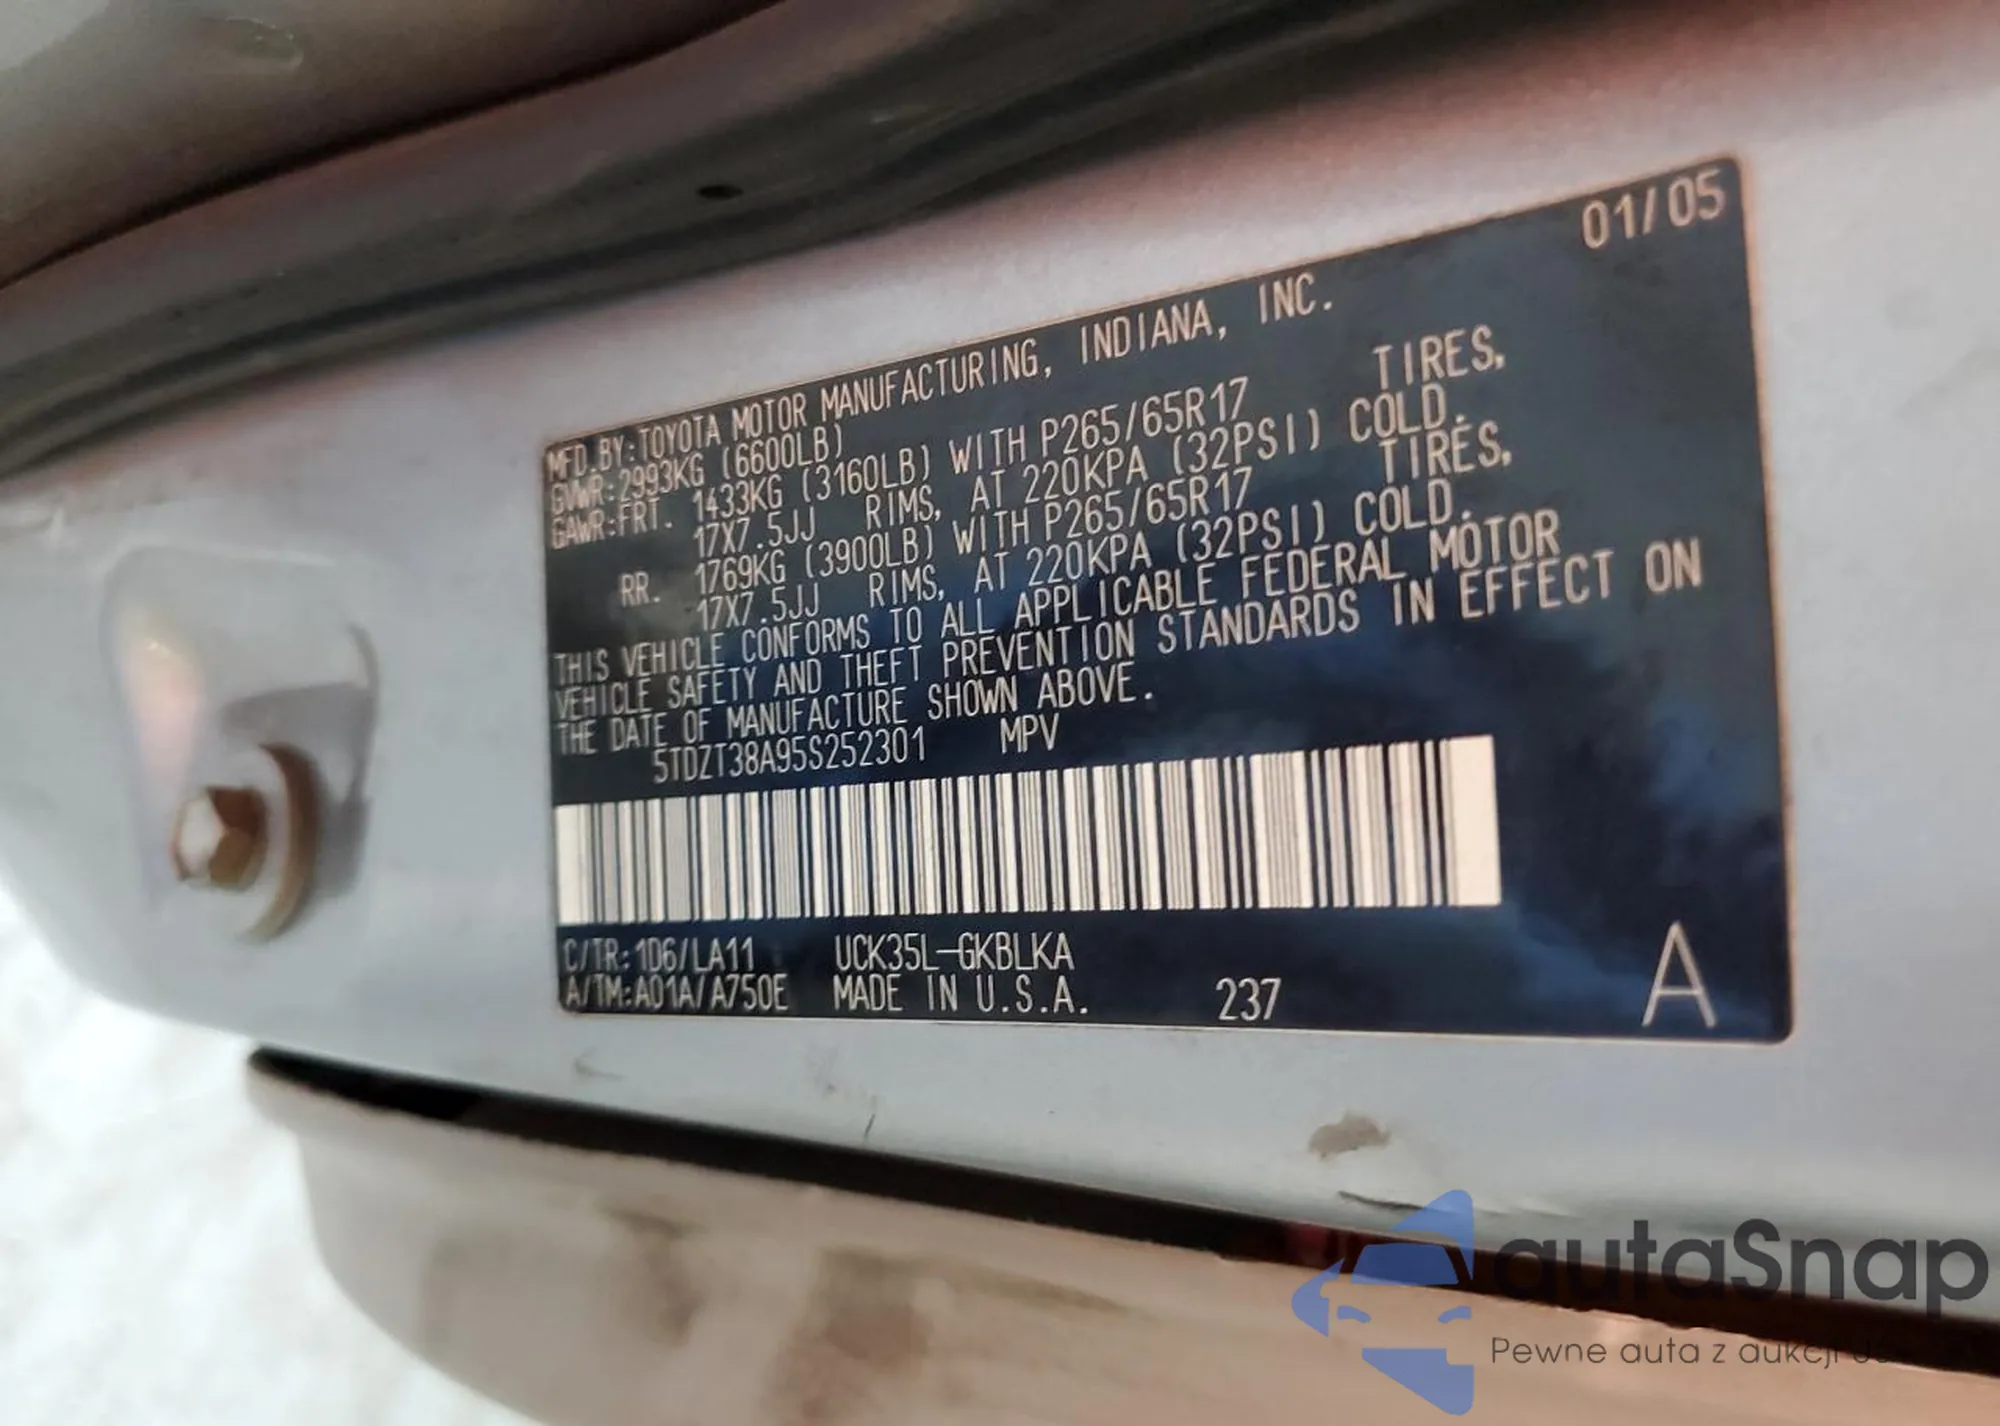 01/05
MFD.BY:TOYOTA MOTOR MANUFACTURING, INDIANA, INC.
GVWR:2993KG (6600LB)
GAWR:FRT. 1433KG (3160LB) WITH P265/65R17 TIRES,
17X7.5JJ RIMS, AT 220KPA (32PSI) COLD.
RR. 1769KG (3900LB) WITH P265/65R17 TIRES,
17X7.5JJ RIMS, AT 220KPA (32PSI) COLD.
THIS VEHICLE CONFORMS TO ALL APPLICABLE FEDERAL MOTOR
VEHICLE SAFETY AND THEFT PREVENTION STANDARDS IN EFFECT ON
THE DATE OF MANUFACTURE SHOWN ABOVE.
5TDZT38A95S252301 MPV
C/TR:1D6/LA11 UCK35L-GKBLKA
A/TM:A01A/A750E MADE IN U.S.A. 237 A
autaSnap
Pewne auta z aukcji